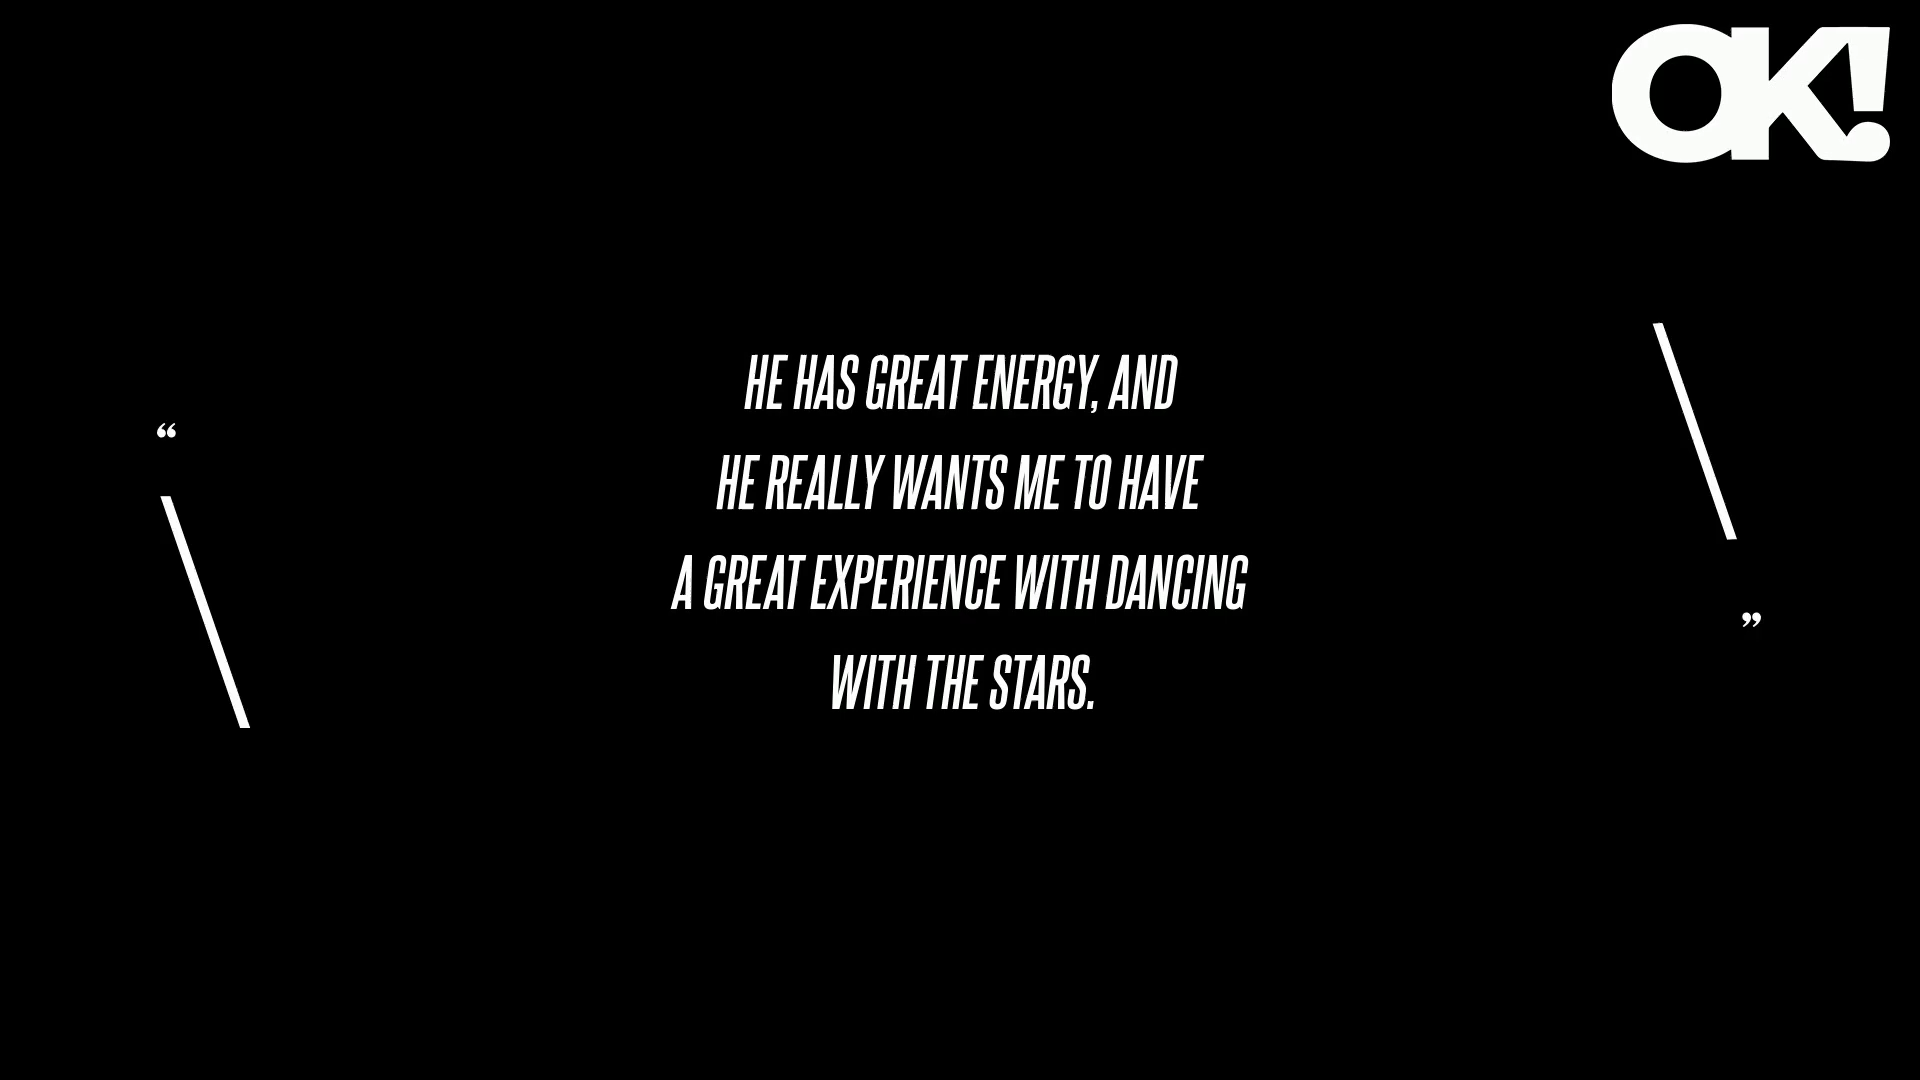 OK!
“
HE HAS GREAT ENERGY, AND
HE REALLY WANTS ME TO HAVE
A GREAT EXPERIENCE WITH DANCING
WITH THE STARS.
”